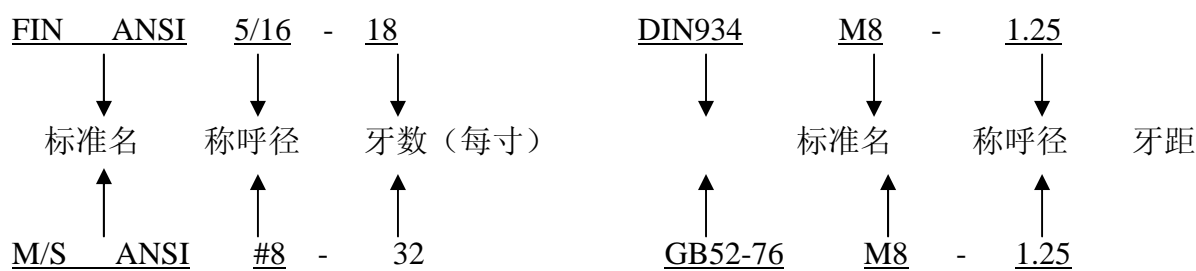 FIN ANSI 5/16 - 18 DIN934 M8 - 1.25
标准名 称呼径 牙数（每寸） 标准名 称呼径 牙距
M/S ANSI #8 - 32 GB52-76 M8 - 1.25